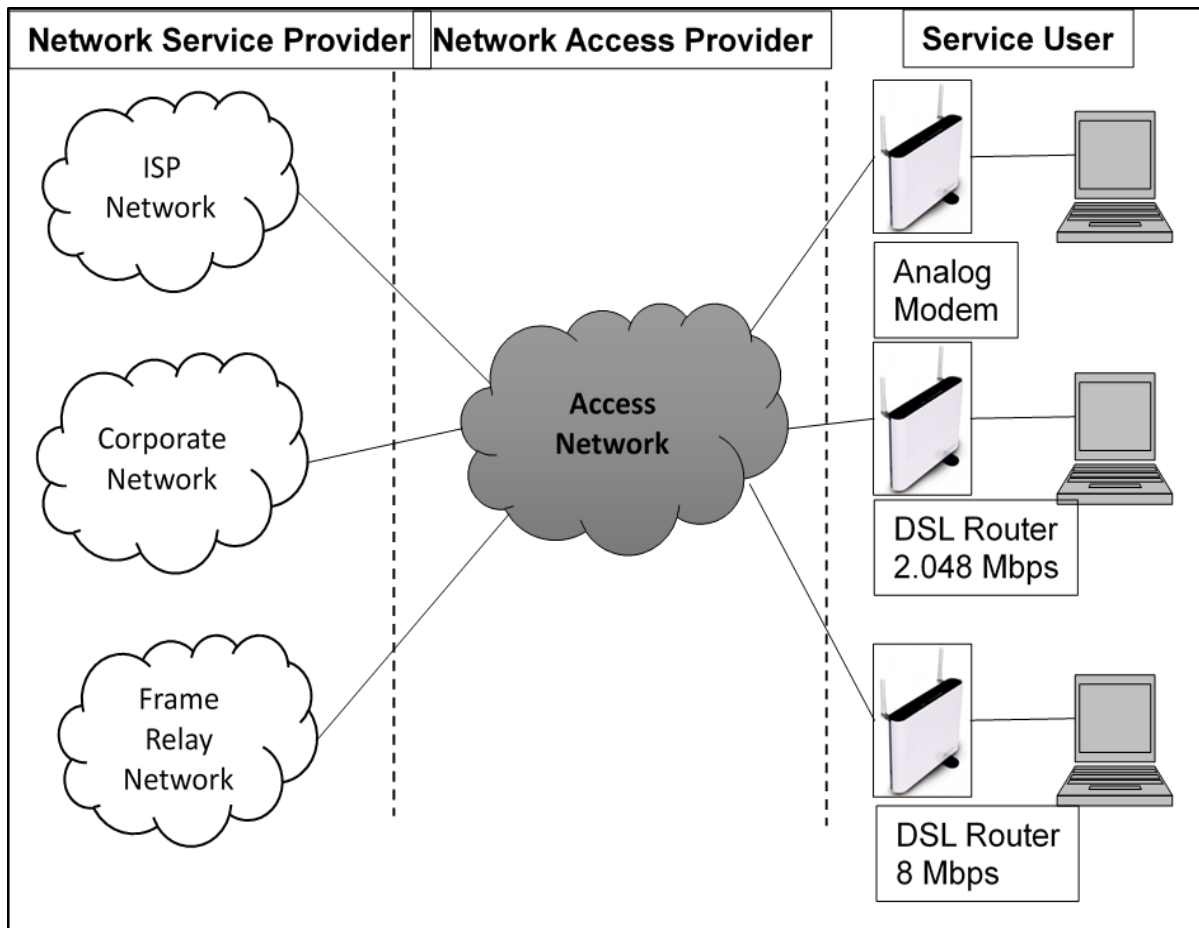 Network Service Provider
Network Access Provider
Service User
ISP
Network
Corporate
Network
Frame
Relay
Network
Access
Network
Analog
Modem
DSL Router
2.048 Mbps
DSL Router
8 Mbps